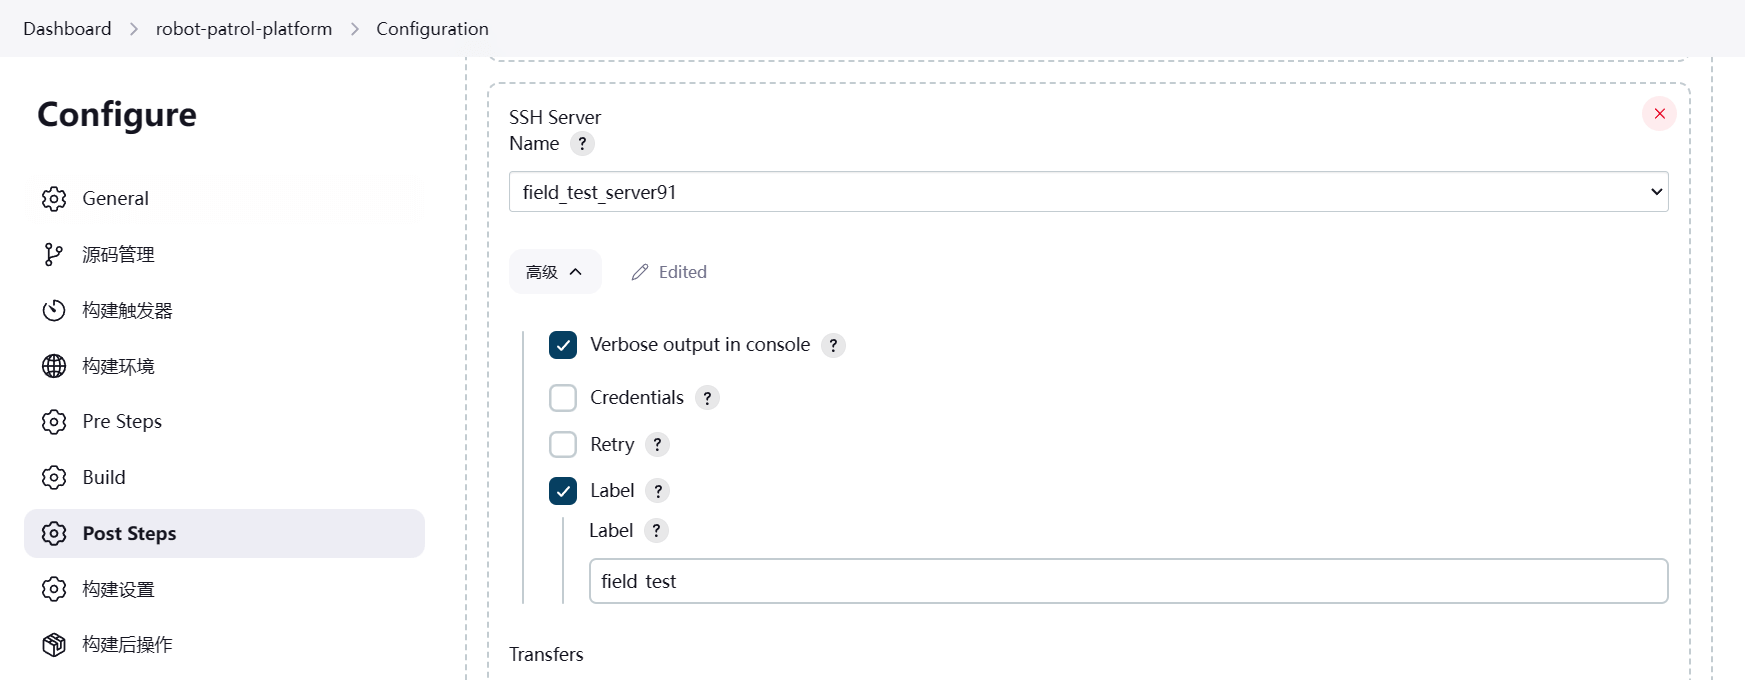 Dashboard > robot-patrol-platform > Configuration
Configure
General
源码管理
构建触发器
构建环境
Pre Steps
Build
Post Steps
构建设置
构建后操作
SSH Server
Name ?
field_test_server91
高级
Edited
Verbose output in console ?
Credentials ?
Retry ?
Label ?
Label ?
field test
Transfers